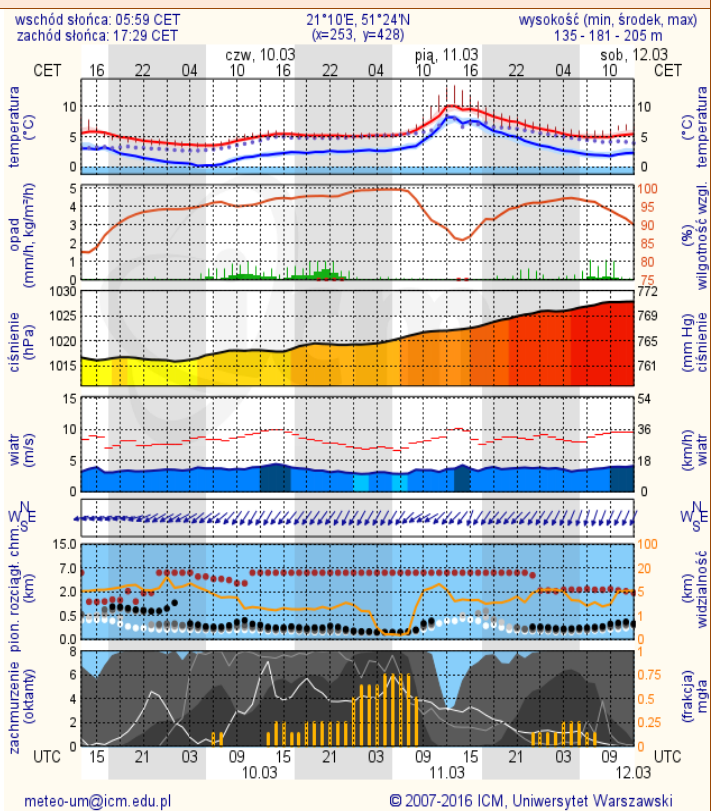 wschód słońca: 05:59 CET 21°10'E, 51°24'N wysokość (min, środek, max)
zachód słońca: 17:29 CET (x=253, y=428) 135 - 181 - 205 m
czw, 10.03 pią, 11.03 sob, 12.03
CET 16 22 04 10 16 22 04 10 16 22 04 10 CET
temperatura (°C)
10
5
0
10
5
0
(°C) temperatura
opad (mm/h, kg/m²/h)
5
4
3
2
1
0
100
95
90
85
80
75
(%) wilgotność wzgl.
ciśnienie (hPa)
1030
1025
1020
1015
772
769
765
761
(mm Hg) ciśnienie
wiatr (m/s)
15
10
5
0
54
36
18
0
(km/h) wiatr
N
W E
S
N
W E
S
pion. rozciągł. chm. (km)
15.0
7.0
2.0
0.5
0.0
100
20
5
1
0
(km) widzialność
zachmurzenie (oktanty)
8
6
4
2
0
1
0.75
0.5
0.25
0
(frakcja) mgła
UTC 15 21 03 09 15 21 03 09 15 21 03 09 UTC
10.03 11.03 12.03
meteo-um@icm.edu.pl © 2007-2016 ICM, Uniwersytet Warszawski